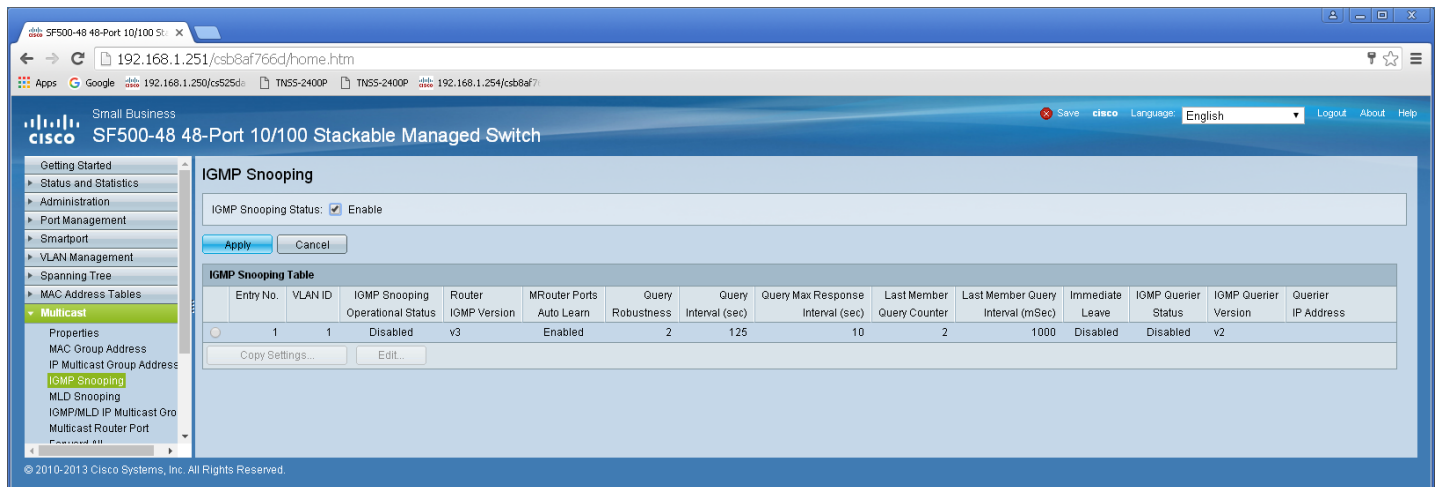 SF500-48 48-Port 10/100 St
192.168.1.251/csb8af766d/home.htm
Apps Google 192.168.1.250/cs525de TNSS-2400P TNSS-2400P 192.168.1.254/csb8af7
Small Business
cisco SF500-48 48-Port 10/100 Stackable Managed Switch
Save cisco Language: English Logout About Help
Getting Started
Status and Statistics
Administration
Port Management
Smartport
VLAN Management
Spanning Tree
MAC Address Tables
Multicast
Properties
MAC Group Address
IP Multicast Group Address
IGMP Snooping
MLD Snooping
IGMP/MLD IP Multicast Gro
Multicast Router Port
Forward All
IGMP Snooping
IGMP Snooping Status: Enable
Apply Cancel
IGMP Snooping Table
Entry No. VLAN ID IGMP Snooping Operational Status Router IGMP Version MRouter Ports Auto Learn Query Robustness Query Interval (sec) Query Max Response Interval (sec) Last Member Query Counter Last Member Query Interval (mSec) Immediate Leave IGMP Querier Status IGMP Querier Version Querier IP Address
1 1 Disabled v3 Enabled 2 125 10 2 1000 Disabled Disabled v2
Copy Settings... Edit...
© 2010-2013 Cisco Systems, Inc. All Rights Reserved.